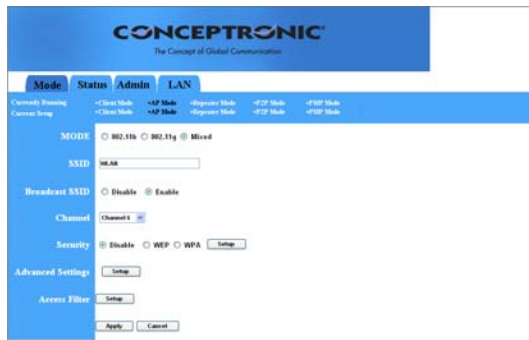 CONCEPTRONIC
The Concept of Global Communication
Mode Status Admin LAN
Currently Running •Client Mode •AP Mode •Repeater Mode •P2P Mode •PMP Mode
Current Setup •Client Mode •AP Mode •Repeater Mode •P2P Mode •PMP Mode
MODE 802.11b 802.11g Mixed
SSID WLAN
Broadcast SSID Disable Enable
Channel Channel 6
Security Disable WEP WPA Setup
Advanced Settings Setup
Access Filter Setup
Apply Cancel